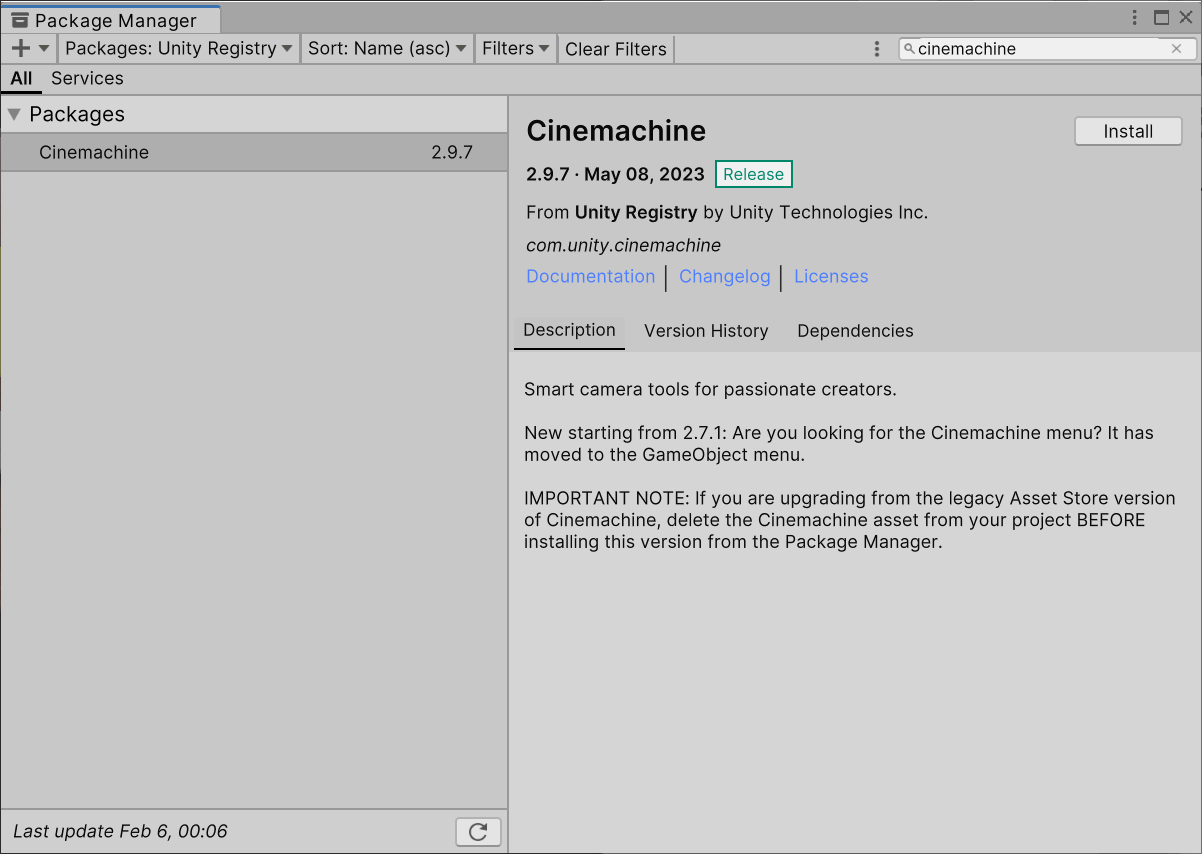 Package Manager
Packages: Unity Registry Sort: Name (asc) Filters Clear Filters cinemachine
All Services
Packages
Cinemachine 2.9.7
Cinemachine
Install
2.9.7 · May 08, 2023 Release
From Unity Registry by Unity Technologies Inc.
com.unity.cinemachine
Documentation Changelog Licenses
Description Version History Dependencies
Smart camera tools for passionate creators.
New starting from 2.7.1: Are you looking for the Cinemachine menu? It has
moved to the GameObject menu.
IMPORTANT NOTE: If you are upgrading from the legacy Asset Store version
of Cinemachine, delete the Cinemachine asset from your project BEFORE
installing this version from the Package Manager.
Last update Feb 6, 00:06